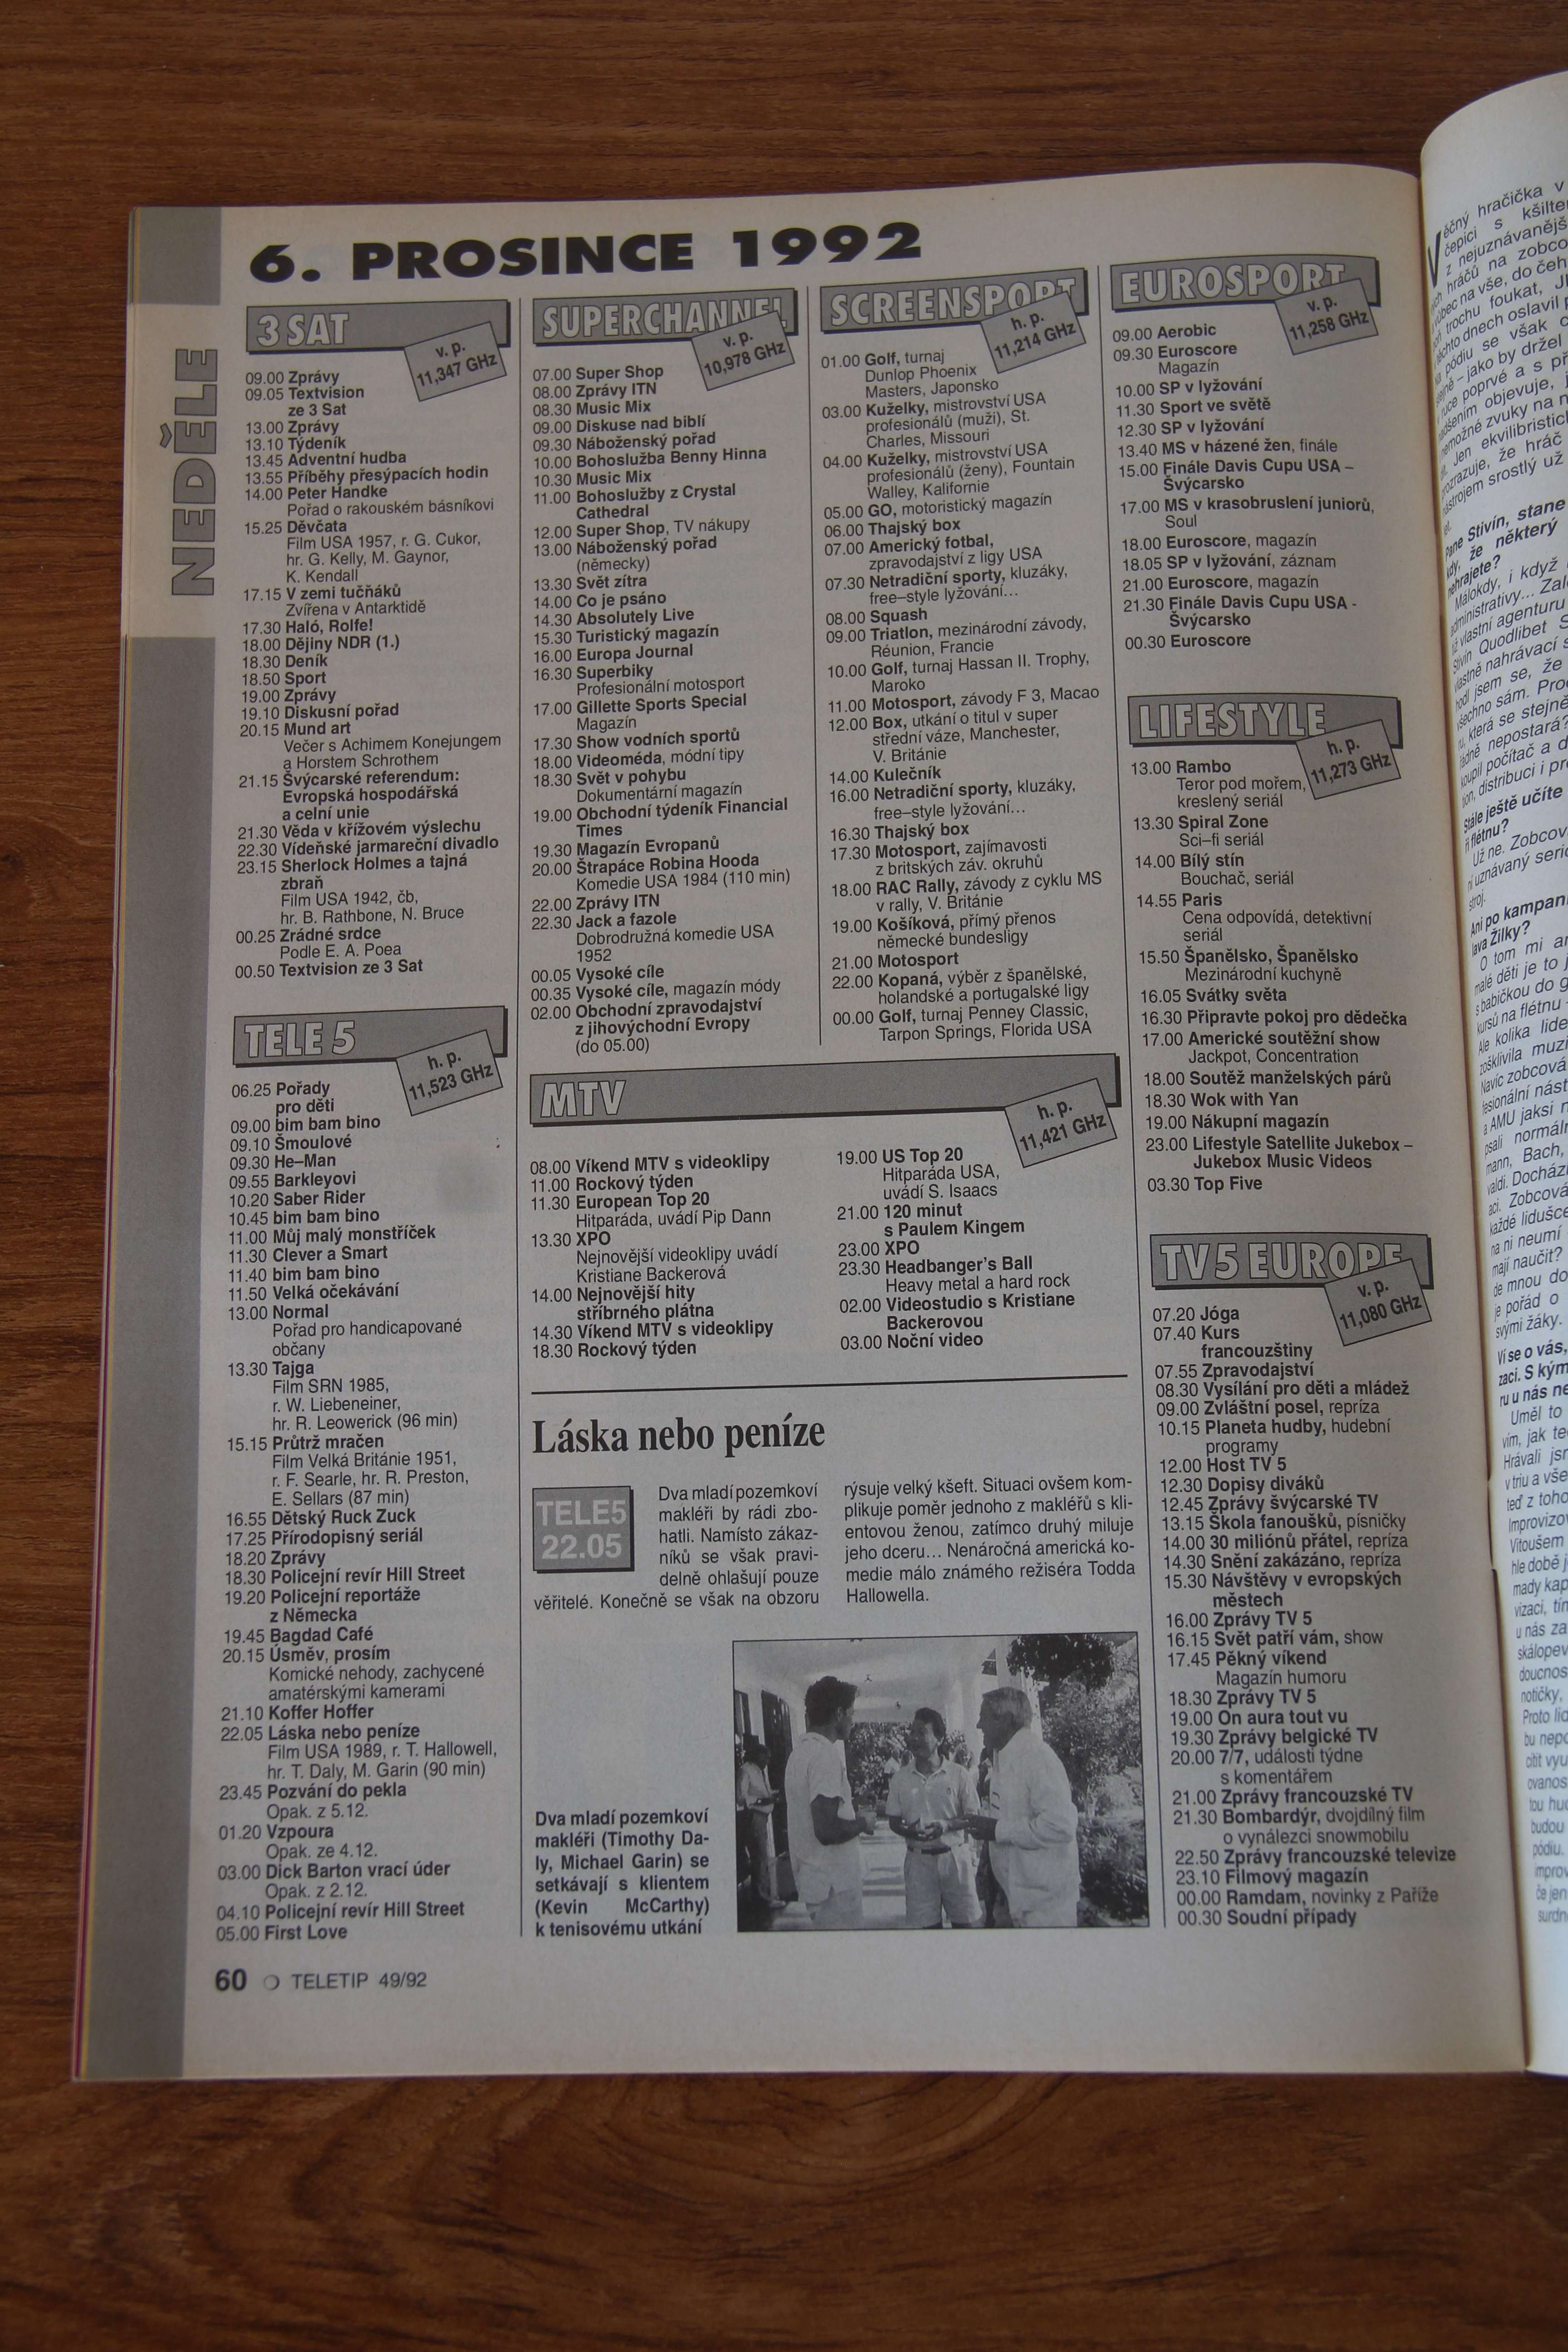 NEDĚLE
6. PROSINCE 1992
3 SAT
v. p.
11,347 GHz
09.00 Zprávy
09.05 Textvision
ze 3 Sat
13.00 Zprávy
13.10 Týdeník
13.45 Adventní hudba
13.55 Příběhy přesýpacích hodin
14.00 Peter Handke
Pořad o rakouském básníkovi
15.25 Děvčata
Film USA 1957, r. G. Cukor,
hr. G. Kelly, M. Gaynor,
K. Kendall
17.15 V zemi tučňáků
Zvířena v Antarktidě
17.30 Haló, Rolfe!
18.00 Dějiny NDR (1.)
18.30 Deník
18.50 Sport
19.00 Zprávy
19.10 Diskusní pořad
20.15 Mund art
Večer s Achimem Konejungem
a Horstem Schrothem
21.15 Švýcarské referendum:
Evropská hospodářská
a celní unie
21.30 Věda v křížovém výslechu
22.30 Vídeňské jarmareční divadlo
23.15 Sherlock Holmes a tajná
zbraň
Film USA 1942, čb,
hr. B. Rathbone, N. Bruce
00.25 Zrádné srdce
Podle E. A. Poea
00.50 Textvision ze 3 Sat
TELE 5
h. p.
11,523 GHz
06.25 Pořady
pro děti
09.00 bim bam bino
09.10 Šmoulové
09.30 He–Man
09.55 Barkleyovi
10.20 Saber Rider
10.45 bim bam bino
11.00 Můj malý monstříček
11.30 Clever a Smart
11.40 bim bam bino
11.50 Velká očekávání
13.00 Normal
Pořad pro handicapované
občany
13.30 Tajga
Film SRN 1985,
r. W. Liebeneiner,
hr. R. Leowerick (96 min)
15.15 Průtrž mračen
Film Velká Británie 1951,
r. F. Searle, hr. R. Preston,
E. Sellars (87 min)
16.55 Dětský Ruck Zuck
17.25 Přírodopisný seriál
18.20 Zprávy
18.30 Policejní revír Hill Street
19.20 Policejní reportáže
z Německa
19.45 Bagdad Café
20.15 Úsměv, prosím
Komické nehody, zachycené
amatérskými kamerami
21.10 Koffer Hoffer
22.05 Láska nebo peníze
Film USA 1989, r. T. Hallowell,
hr. T. Daly, M. Garin (90 min)
23.45 Pozvání do pekla
Opak. z 5.12.
01.20 Vzpoura
Opak. ze 4.12.
03.00 Dick Barton vrací úder
Opak. z 2.12.
04.10 Policejní revír Hill Street
05.00 First Love
SUPERCHANNEL
v. p.
10,978 GHz
07.00 Super Shop
08.00 Zprávy ITN
08.30 Music Mix
09.00 Diskuse nad biblí
09.30 Náboženský pořad
10.00 Bohoslužba Benny Hinna
10.30 Music Mix
11.00 Bohoslužby z Crystal
Cathedral
12.00 Super Shop, TV nákupy
13.00 Náboženský pořad
(německy)
13.30 Svět zítra
14.00 Co je psáno
14.30 Absolutely Live
15.30 Turistický magazín
16.00 Europa Journal
16.30 Superbiky
Profesionální motosport
17.00 Gillette Sports Special
Magazín
17.30 Show vodních sportů
18.00 Videoméda, módní tipy
18.30 Svět v pohybu
Dokumentární magazín
19.00 Obchodní týdeník Financial
Times
19.30 Magazín Evropanů
20.00 Štrapáce Robina Hooda
Komedie USA 1984 (110 min)
22.00 Zprávy ITN
22.30 Jack a fazole
Dobrodružná komedie USA
1952
00.05 Vysoké cíle
00.35 Vysoké cíle, magazín módy
02.00 Obchodní zpravodajství
z jihovýchodní Evropy
(do 05.00)
SCREENSPORT
h. p.
11,214 GHz
01.00 Golf, turnaj
Dunlop Phoenix
Masters, Japonsko
03.00 Kuželky, mistrovství USA
profesionálů (muži), St.
Charles, Missouri
04.00 Kuželky, mistrovství USA
profesionálů (ženy), Fountain
Walley, Kalifornie
05.00 GO, motoristický magazín
06.00 Thajský box
07.00 Americký fotbal,
zpravodajství z ligy USA
07.30 Netradiční sporty, kluzáky,
free–style lyžování...
08.00 Squash
09.00 Triatlon, mezinárodní závody,
Réunion, Francie
10.00 Golf, turnaj Hassan II. Trophy,
Maroko
11.00 Motosport, závody F 3, Macao
12.00 Box, utkání o titul v super
střední váze, Manchester,
V. Británie
14.00 Kulečník
16.00 Netradiční sporty, kluzáky,
free–style lyžování...
16.30 Thajský box
17.30 Motosport, zajímavosti
z britských záv. okruhů
18.00 RAC Rally, závody z cyklu MS
v rally, V. Británie
19.00 Košíková, přímý přenos
německé bundesligy
21.00 Motosport
22.00 Kopaná, výběr z španělské,
holandské a portugalské ligy
00.00 Golf, turnaj Penney Classic,
Tarpon Springs, Florida USA
MTV
h. p.
11,421 GHz
08.00 Víkend MTV s videoklipy
11.00 Rockový týden
11.30 European Top 20
Hitparáda, uvádí Pip Dann
13.30 XPO
Nejnovější videoklipy uvádí
Kristiane Backerová
14.00 Nejnovější hity
stříbrného plátna
14.30 Víkend MTV s videoklipy
18.30 Rockový týden
19.00 US Top 20
Hitparáda USA,
uvádí S. Isaacs
21.00 120 minut
s Paulem Kingem
23.00 XPO
23.30 Headbanger's Ball
Heavy metal a hard rock
02.00 Videostudio s Kristiane
Backerovou
03.00 Noční video
Láska nebo peníze
TELE5
22.05
Dva mladí pozemkoví
makléři by rádi zbo-
hatli. Namísto zákaz-
níků se však pravi-
delně ohlašují pouze
věřitelé. Konečně se však na obzoru
rýsuje velký kšeft. Situaci ovšem kom-
plikuje poměr jednoho z makléřů s kli-
entovou ženou, zatímco druhý miluje
jeho dceru... Nenáročná americká ko-
medie málo známého režiséra Todda
Hallowella.
Dva mladí pozemkoví
makléři (Timothy Da-
ly, Michael Garin) se
setkávají s klientem
(Kevin McCarthy)
k tenisovému utkání
EUROSPORT
v. p.
11,258 GHz
09.00 Aerobic
09.30 Euroscore
Magazín
10.00 SP v lyžování
11.30 Sport ve světě
12.30 SP v lyžování
13.40 MS v házené žen, finále
15.00 Finále Davis Cupu USA –
Švýcarsko
17.00 MS v krasobruslení juniorů,
Soul
18.00 Euroscore, magazín
18.05 SP v lyžování, záznam
21.00 Euroscore, magazín
21.30 Finále Davis Cupu USA -
Švýcarsko
00.30 Euroscore
LIFESTYLE
h. p.
11,273 GHz
13.00 Rambo
Teror pod mořem,
kreslený seriál
13.30 Spiral Zone
Sci–fi seriál
14.00 Bílý stín
Bouchač, seriál
14.55 Paris
Cena odpovídá, detektivní
seriál
15.50 Španělsko, Španělsko
Mezinárodní kuchyně
16.05 Svátky světa
16.30 Připravte pokoj pro dědečka
17.00 Americké soutěžní show
Jackpot, Concentration
18.00 Soutěž manželských párů
18.30 Wok with Yan
19.00 Nákupní magazín
23.00 Lifestyle Satellite Jukebox –
Jukebox Music Videos
03.30 Top Five
TV5 EUROPE
v. p.
11,080 GHz
07.20 Jóga
07.40 Kurs
francouzštiny
07.55 Zpravodajství
08.30 Vysílání pro děti a mládež
09.00 Zvláštní posel, repríza
10.15 Planeta hudby, hudební
programy
12.00 Host TV 5
12.30 Dopisy diváků
12.45 Zprávy švýcarské TV
13.15 Škola fanoušků, písničky
14.00 30 miliónů přátel, repríza
14.30 Snění zakázáno, repríza
15.30 Návštěvy v evropských
městech
16.00 Zprávy TV 5
16.15 Svět patří vám, show
17.45 Pěkný víkend
Magazín humoru
18.30 Zprávy TV 5
19.00 On aura tout vu
19.30 Zprávy belgické TV
20.00 7/7, události týdne
s komentářem
21.00 Zprávy francouzské TV
21.30 Bombardýr, dvojdílný film
o vynálezci snowmobilu
22.50 Zprávy francouzské televize
23.10 Filmový magazín
00.00 Ramdam, novinky z Paříže
00.30 Soudní případy
60 TELETIP 49/92